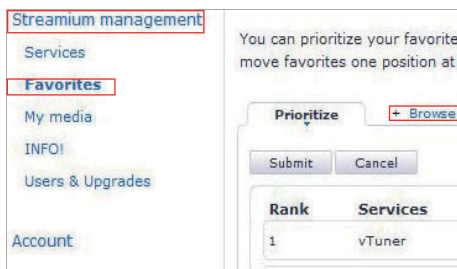 Streamium management
Services
Favorites
My media
INFO!
Users & Upgrades
Account
You can prioritize your favorite
move favorites one position at
Prioritize
+ Browse
Submit Cancel
Rank Services
1 vTuner